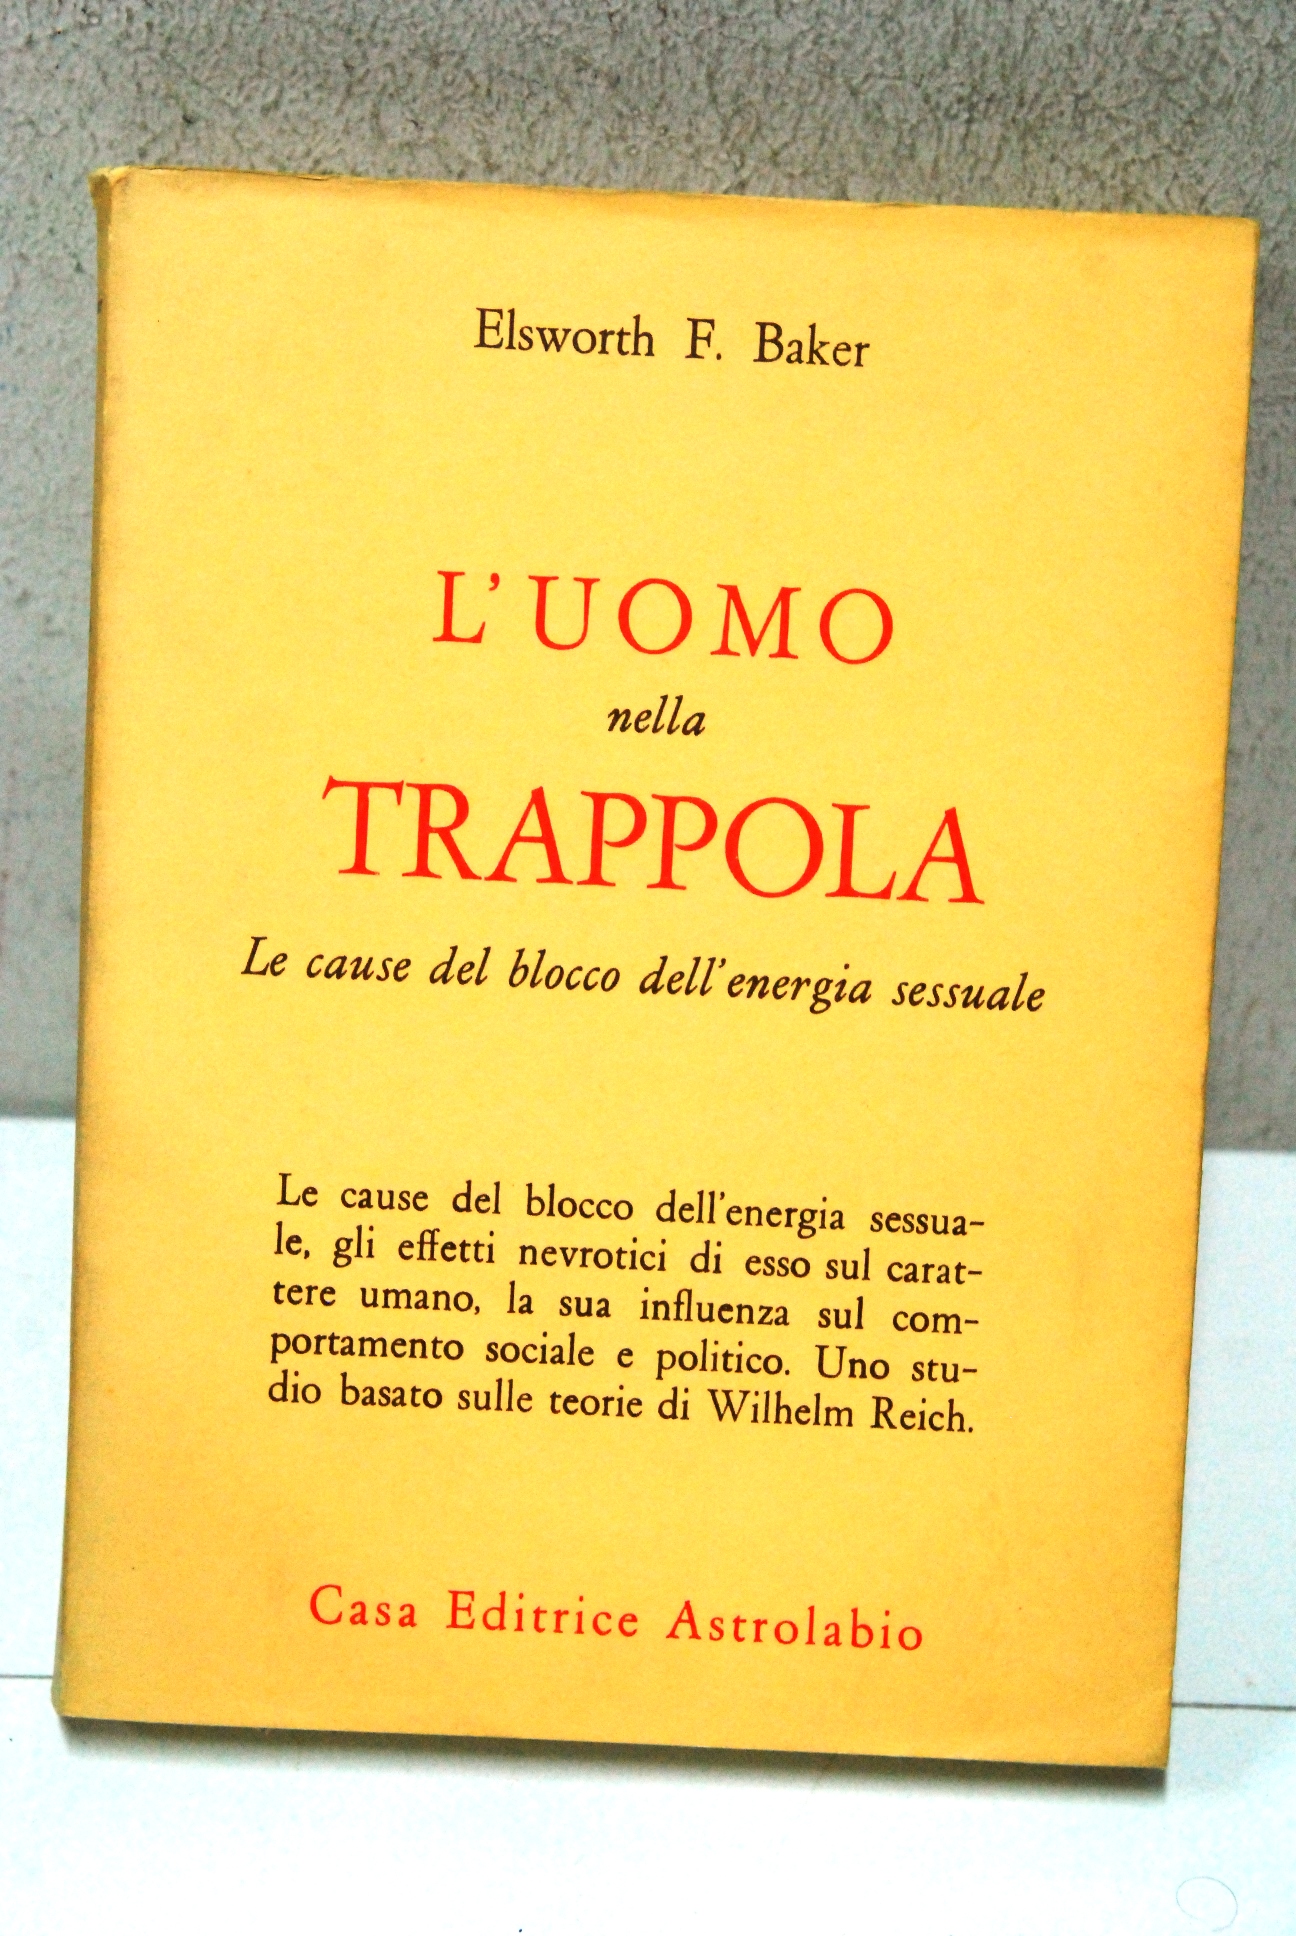 Elsworth F. Baker
L'UOMO
nella
TRAPPOLA
Le cause del blocco dell'energia sessuale
Le cause del blocco dell'energia sessua-
le, gli effetti nevrotici di esso sul carat-
tere umano, la sua influenza sul com-
portamento sociale e politico. Uno stu-
dio basato sulle teorie di Wilhelm Reich.
Casa Editrice Astrolabio